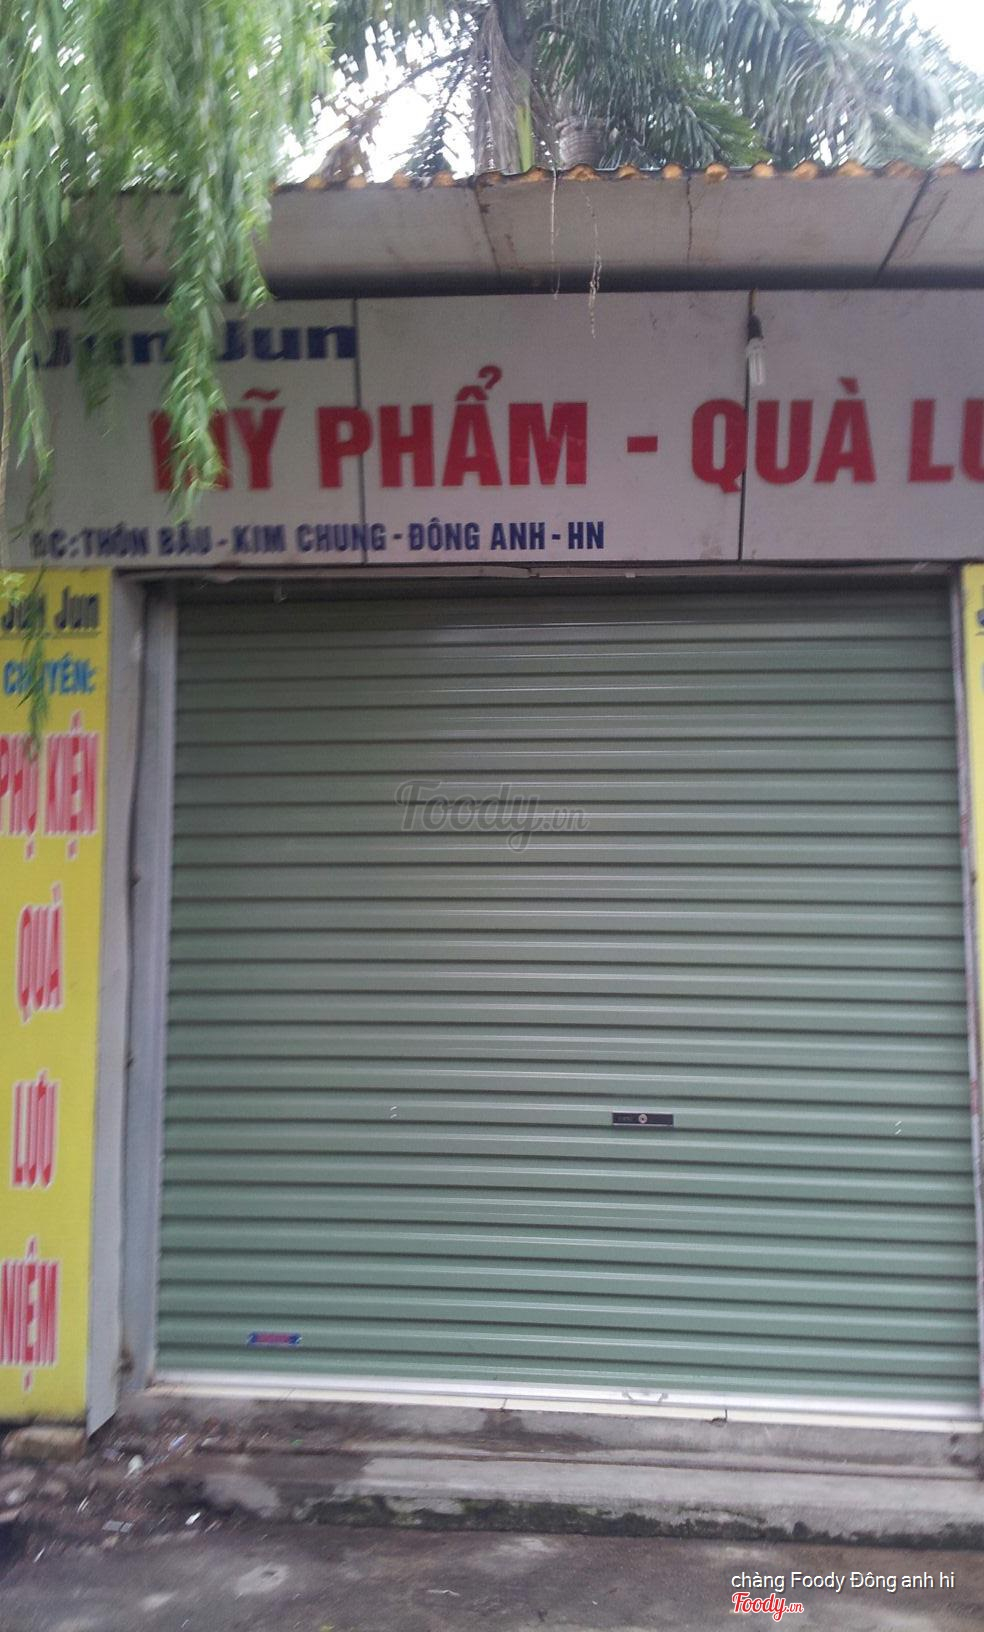 Jun Jun
MỸ PHẨM - QUÀ LƯ
ĐC: THÔN BẦU - KIM CHUNG - ĐÔNG ANH - HN
Jun Jun
CHUYÊN:
PHỤ KIỆN
QUÀ
LƯU
NIỆM
Foody.vn
chàng Foody Đông anh hi
Foody.vn